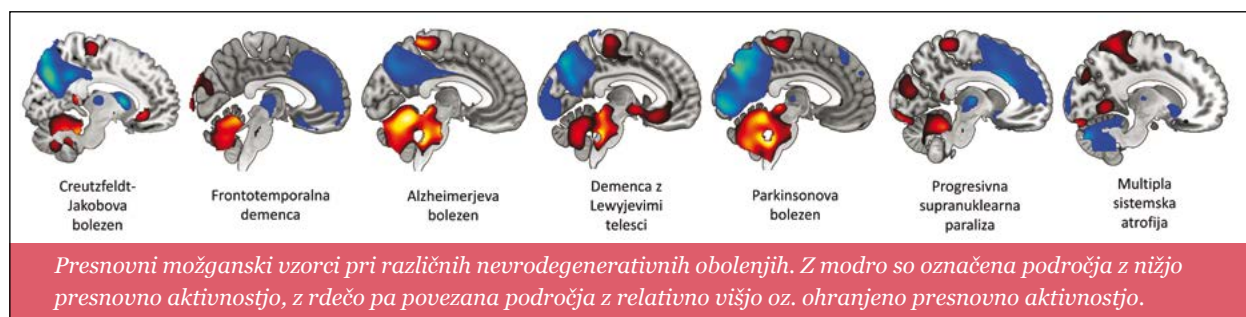 Creutzfeldt-
Jakobova
bolezen
Frontotemporalna
demenca
Alzheimerjeva
bolezen
Demenca z
Lewyjevimi
telesci
Parkinsonova
bolezen
Progresivna
supranuklearna
paraliza
Multipla
sistemska
atrofija
Presnovni možganski vzorci pri različnih nevrodegenerativnih obolenjih. Z modro so označena področja z nižjo
presnovno aktivnostjo, z rdečo pa povezana področja z relativno višjo oz. ohranjeno presnovno aktivnostjo.